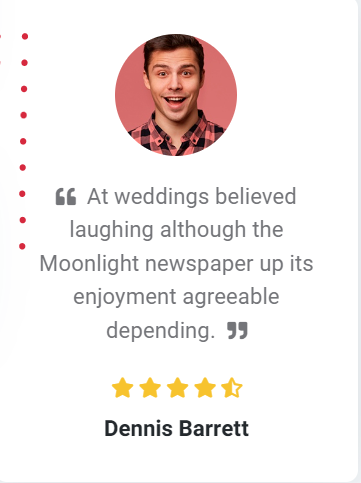 “ At weddings believed
laughing although the
Moonlight newspaper up its
enjoyment agreeable
depending. ”
Dennis Barrett